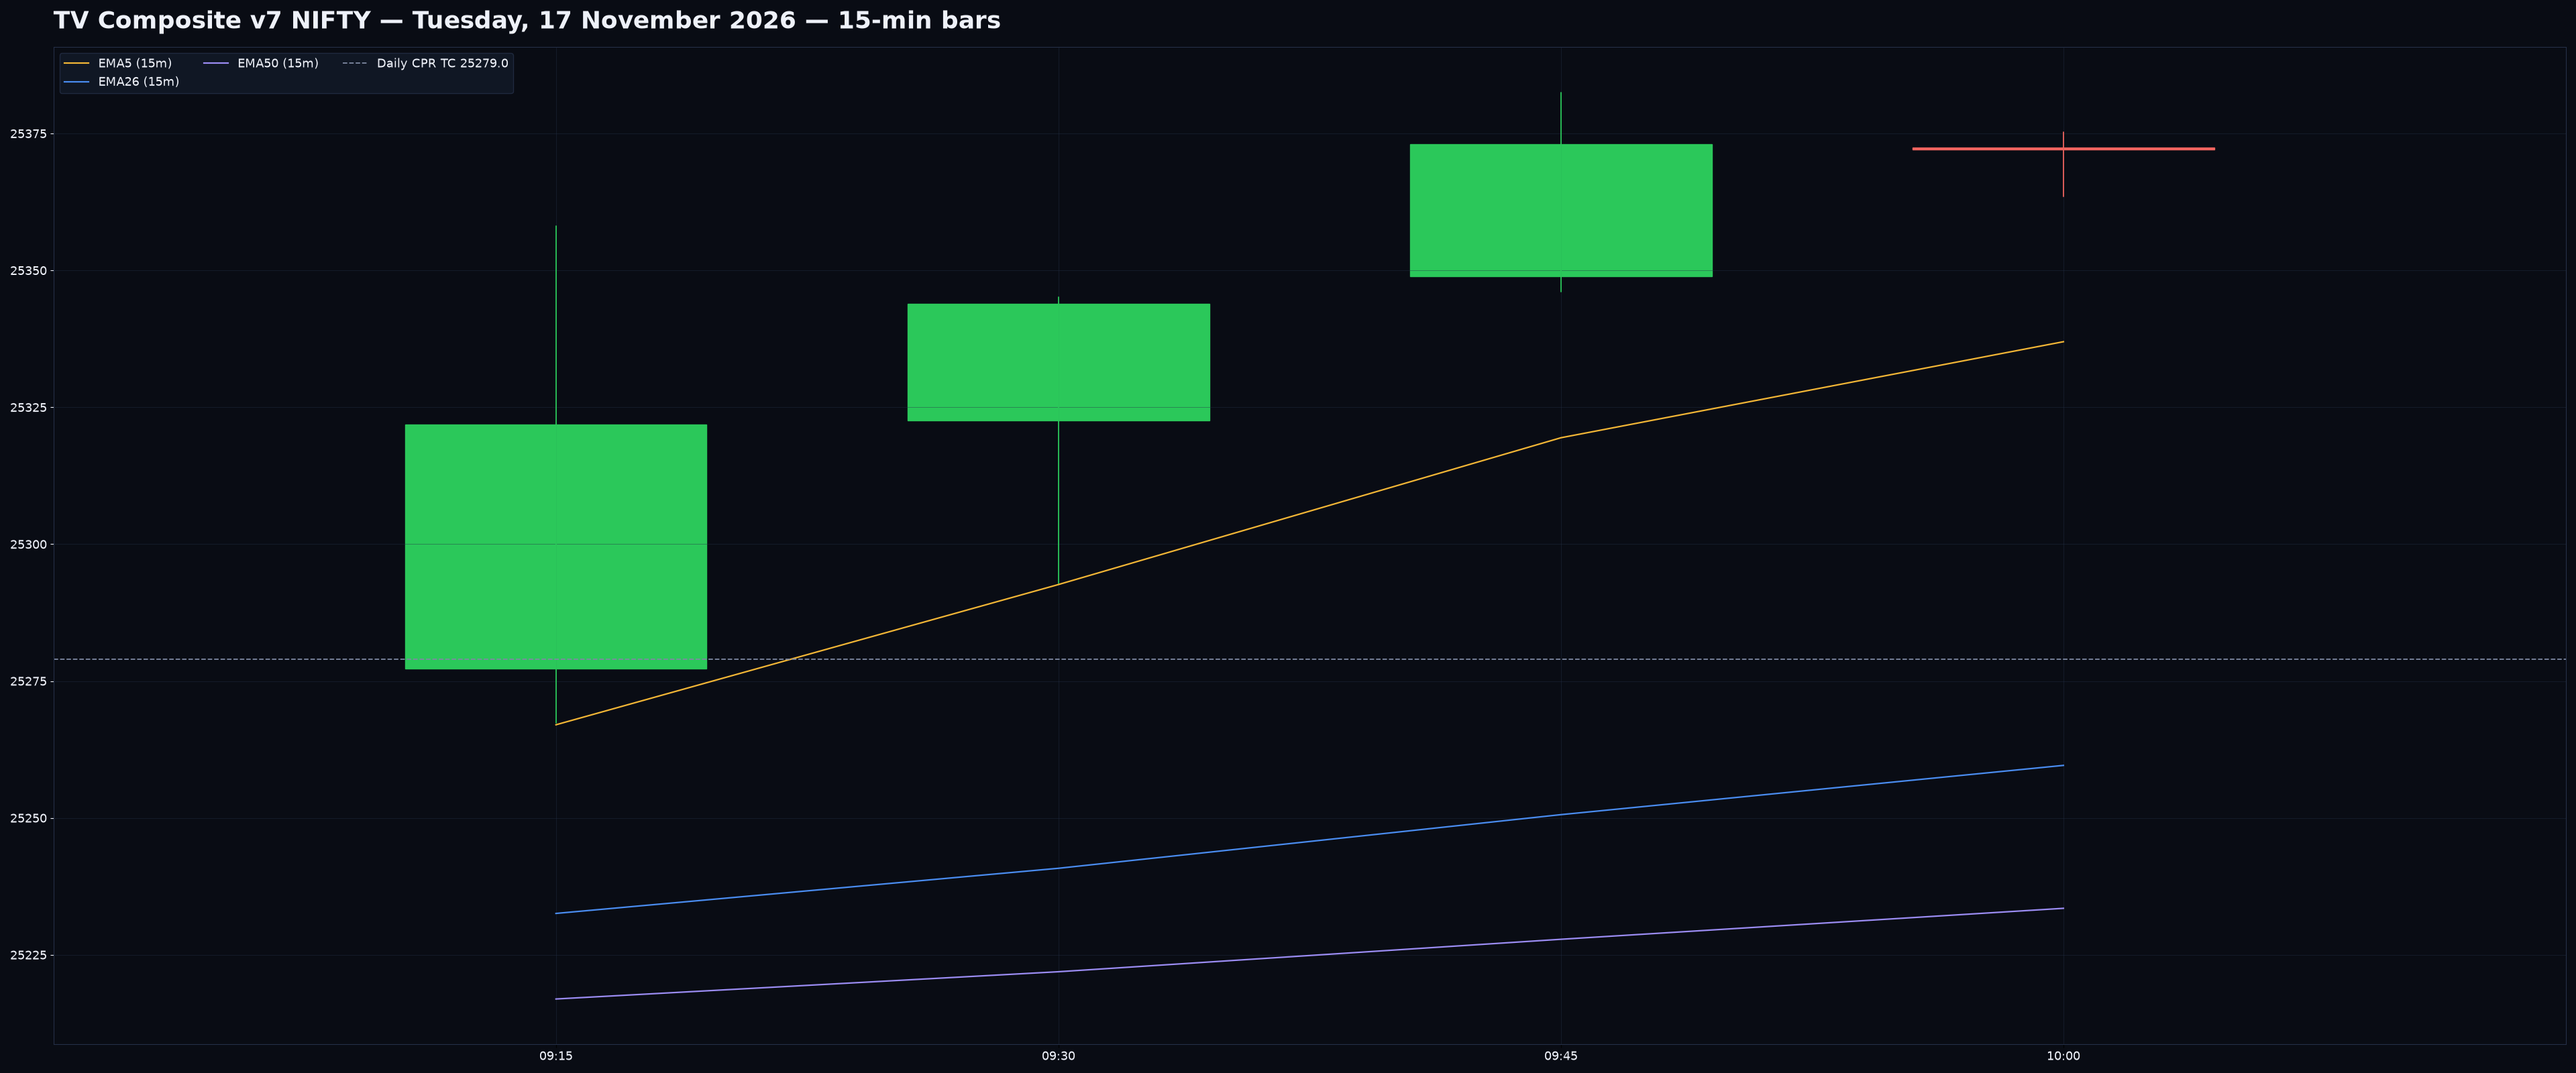 TV Composite v7 NIFTY — Tuesday, 17 November 2026 — 15-min bars
EMA5 (15m) EMA50 (15m) Daily CPR TC 25279.0
EMA26 (15m)
25375
25350
25325
25300
25275
25250
25225
09:15 09:30 09:45 10:00